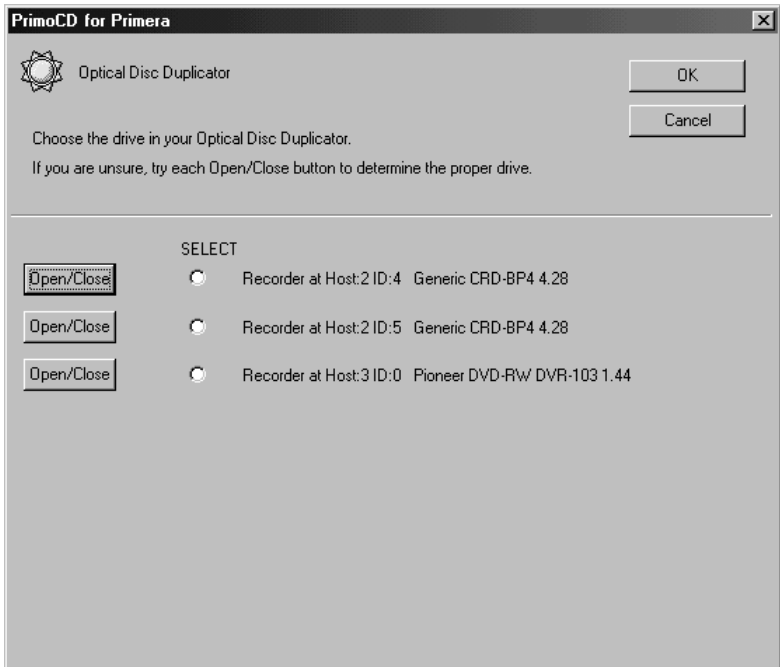 PrimoCD for Primera
Optical Disc Duplicator
OK
Cancel
Choose the drive in your Optical Disc Duplicator.
If you are unsure, try each Open/Close button to determine the proper drive.
SELECT
Open/Close Recorder at Host:2 ID:4 Generic CRD-BP4 4.28
Open/Close Recorder at Host:2 ID:5 Generic CRD-BP4 4.28
Open/Close Recorder at Host:3 ID:0 Pioneer DVD-RW DVR-103 1.44